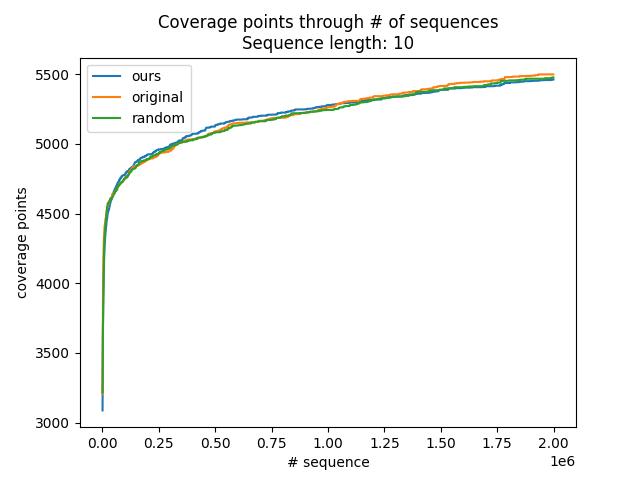 Coverage points through # of sequences
Sequence length: 10
ours
original
random
coverage points
5500
5000
4500
4000
3500
3000
0.00 0.25 0.50 0.75 1.00 1.25 1.50 1.75 2.00
1e6
# sequence